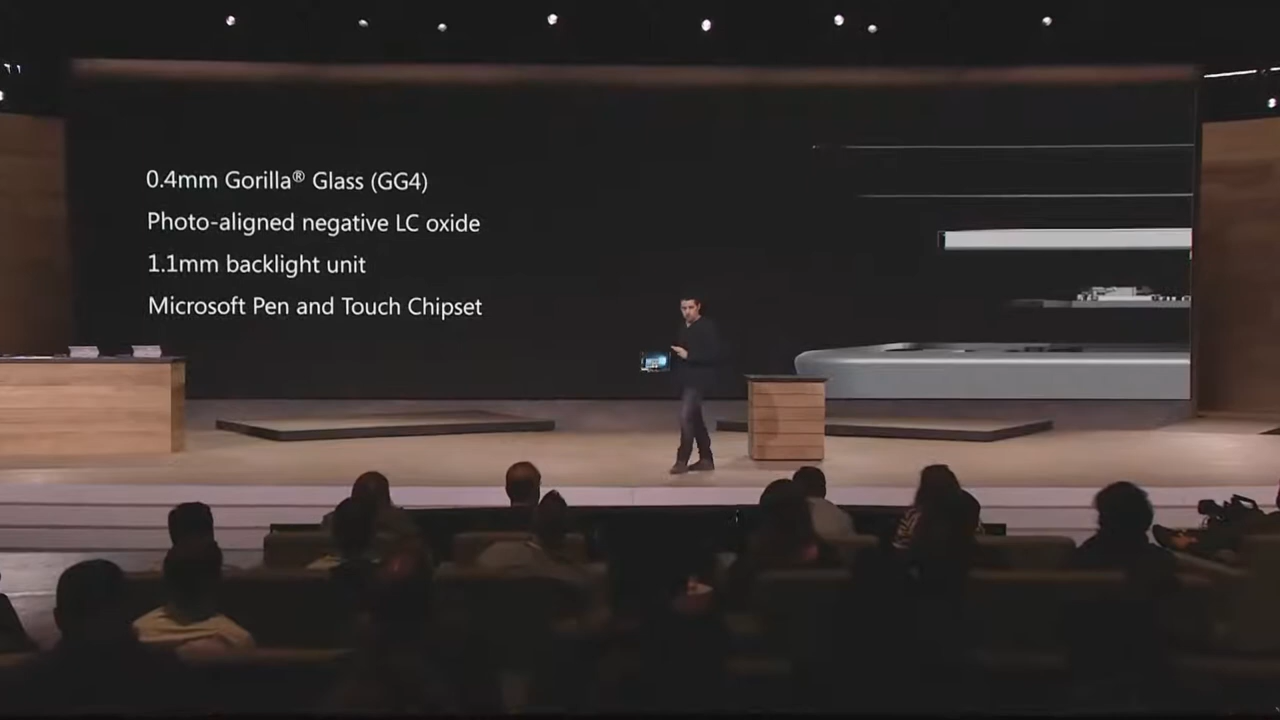 0.4mm Gorilla® Glass (GG4)
Photo-aligned negative LC oxide
1.1mm backlight unit
Microsoft Pen and Touch Chipset